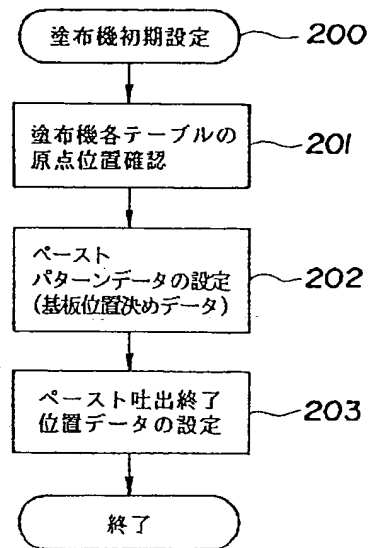 塗布機初期設定
200
塗布機各テーブルの
原点位置確認
201
ペースト
パターンデータの設定
(基板位置決めデータ)
202
ペースト吐出終了
位置データの設定
203
終了